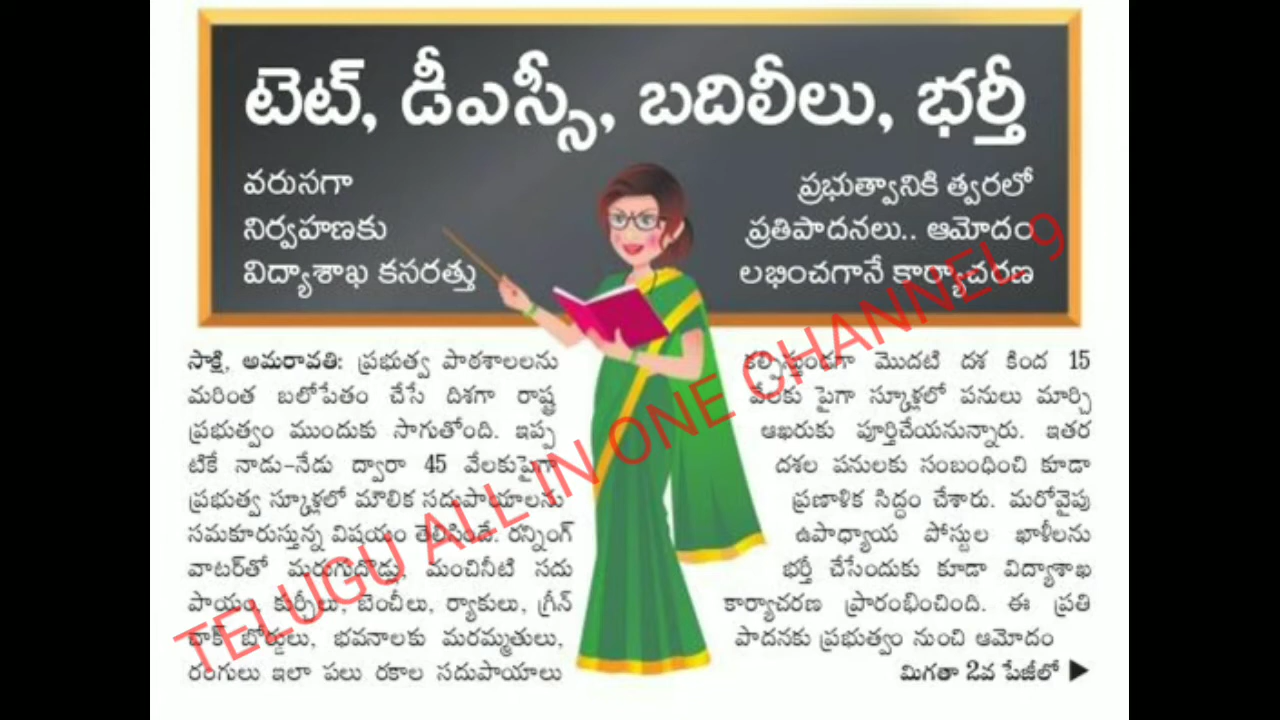 టెట్, డీఎస్సీ, బదిలీలు, భర్తీ
వరుసగా
నిర్వహణకు
విద్యాశాఖ కసరత్తు
ప్రభుత్వానికి త్వరలో
ప్రతిపాదనలు.. ఆమోదం
లభించగానే కార్యాచరణ
సాక్షి, అమరావతి: ప్రభుత్వ పాఠశాలలను
మరింత బలోపేతం చేసే దిశగా రాష్ట్ర
ప్రభుత్వం ముందుకు సాగుతోంది. ఇప్ప
టికే నాడు–నేడు ద్వారా 45 వేలకుపైగా
ప్రభుత్వ స్కూళ్లలో మౌలిక సదుపాయాలను
సమకూరుస్తున్న విషయం తెలిసిందే. రన్నింగ్
వాటర్‌తో మరుగుదొడ్లు, మంచినీటి సదు
పాయం, కుర్చీలు, బెంచీలు, ర్యాకులు, గ్రీన్
చాక్ బోర్డులు, భవనాలకు మరమ్మతులు,
రంగులు ఇలా పలు రకాల సదుపాయాలు
కల్పిస్తుండగా మొదటి దశ కింద 15
వేలకు పైగా స్కూళ్లలో పనులు మార్చి
ఆఖరుకు పూర్తిచేయనున్నారు. ఇతర
దశల పనులకు సంబంధించి కూడా
ప్రణాళిక సిద్ధం చేశారు. మరోవైపు
ఉపాధ్యాయ పోస్టుల ఖాళీలను
భర్తీ చేసేందుకు కూడా విద్యాశాఖ
కార్యాచరణ ప్రారంభించింది. ఈ ప్రతి
పాదనకు ప్రభుత్వం నుంచి ఆమోదం
మిగతా 2వ పేజీలో ▶
TELUGU ALL IN ONE CHANNEL 9